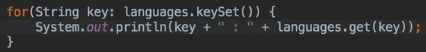 for(String key: languages.keySet()) {
    System.out.println(key + " : " + languages.get(key));
}